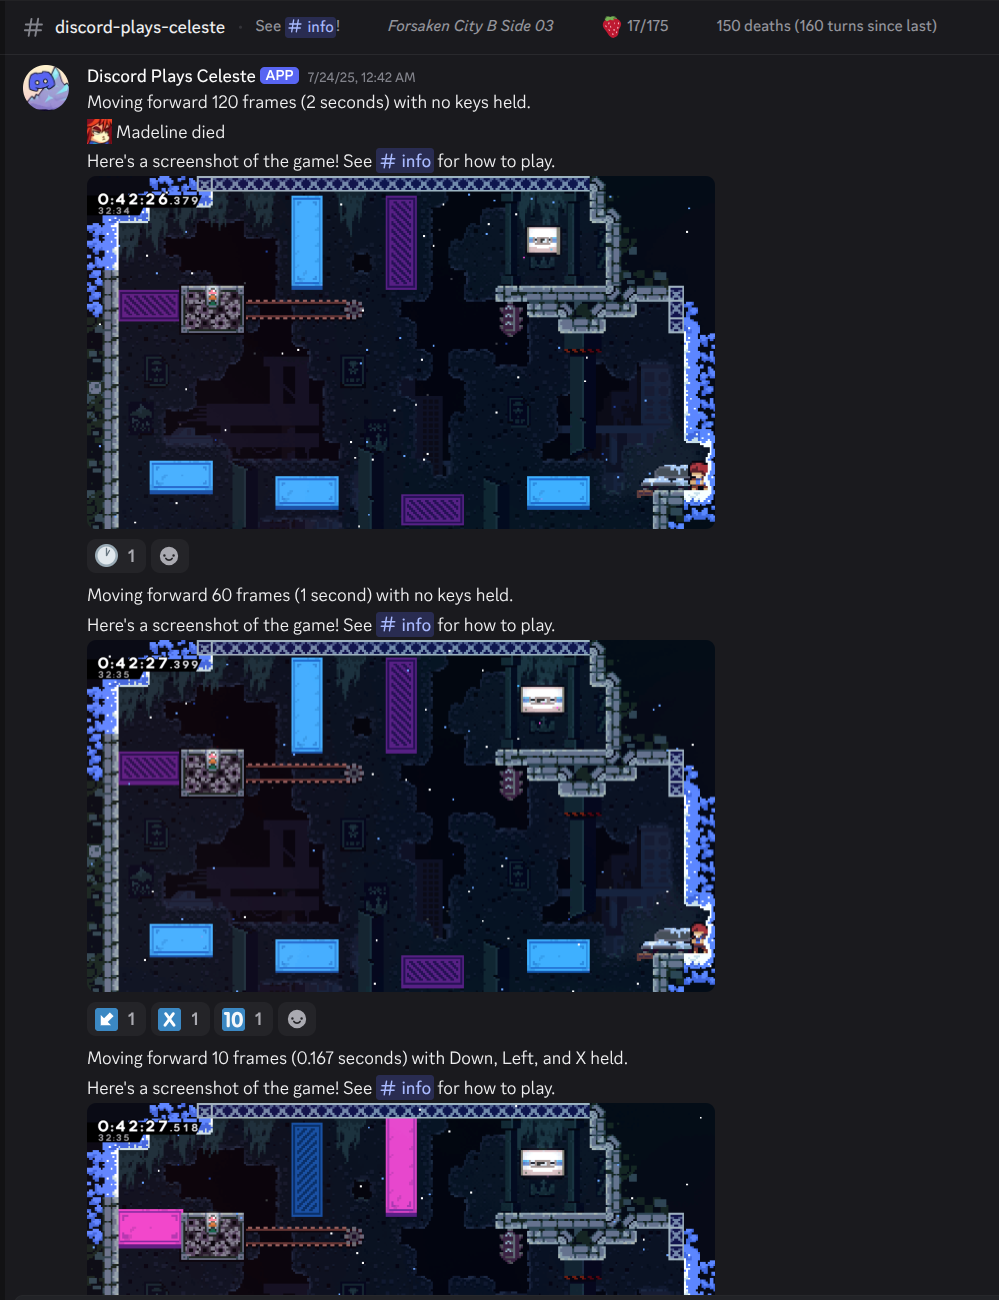 discord-plays-celeste
See # info!
Forsaken City B Side 03
17/175
150 deaths (160 turns since last)
Discord Plays Celeste APP 7/24/25, 12:42 AM
Moving forward 120 frames (2 seconds) with no keys held.
Madeline died
Here's a screenshot of the game! See # info for how to play.
0:42:26.379
32:34
1
Moving forward 60 frames (1 second) with no keys held.
Here's a screenshot of the game! See # info for how to play.
0:42:27.399
32:35
1 X 1 10 1
Moving forward 10 frames (0.167 seconds) with Down, Left, and X held.
Here's a screenshot of the game! See # info for how to play.
0:42:27.518
32:35